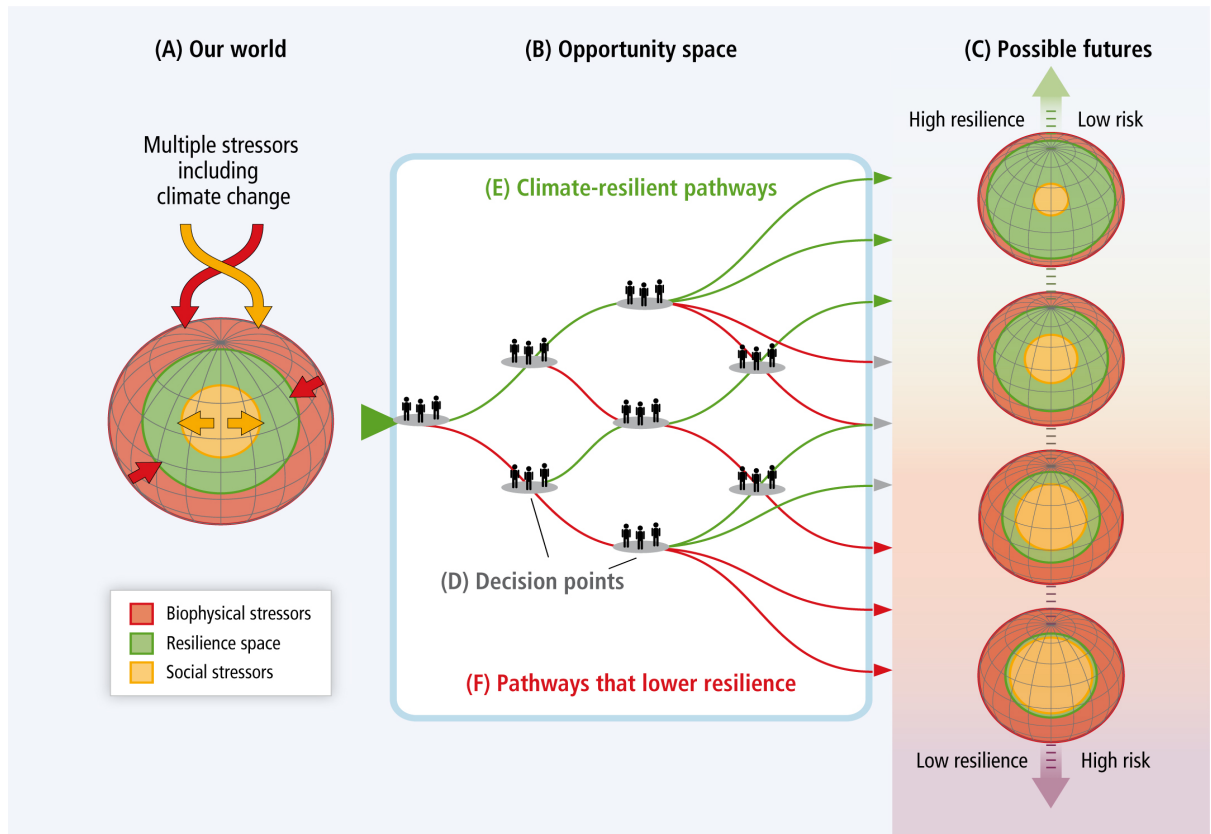 (A) Our world
(B) Opportunity space
(C) Possible futures
Multiple stressors
including
climate change
Biophysical stressors
Resilience space
Social stressors
(E) Climate-resilient pathways
(D) Decision points
(F) Pathways that lower resilience
High resilience
Low risk
Low resilience
High risk